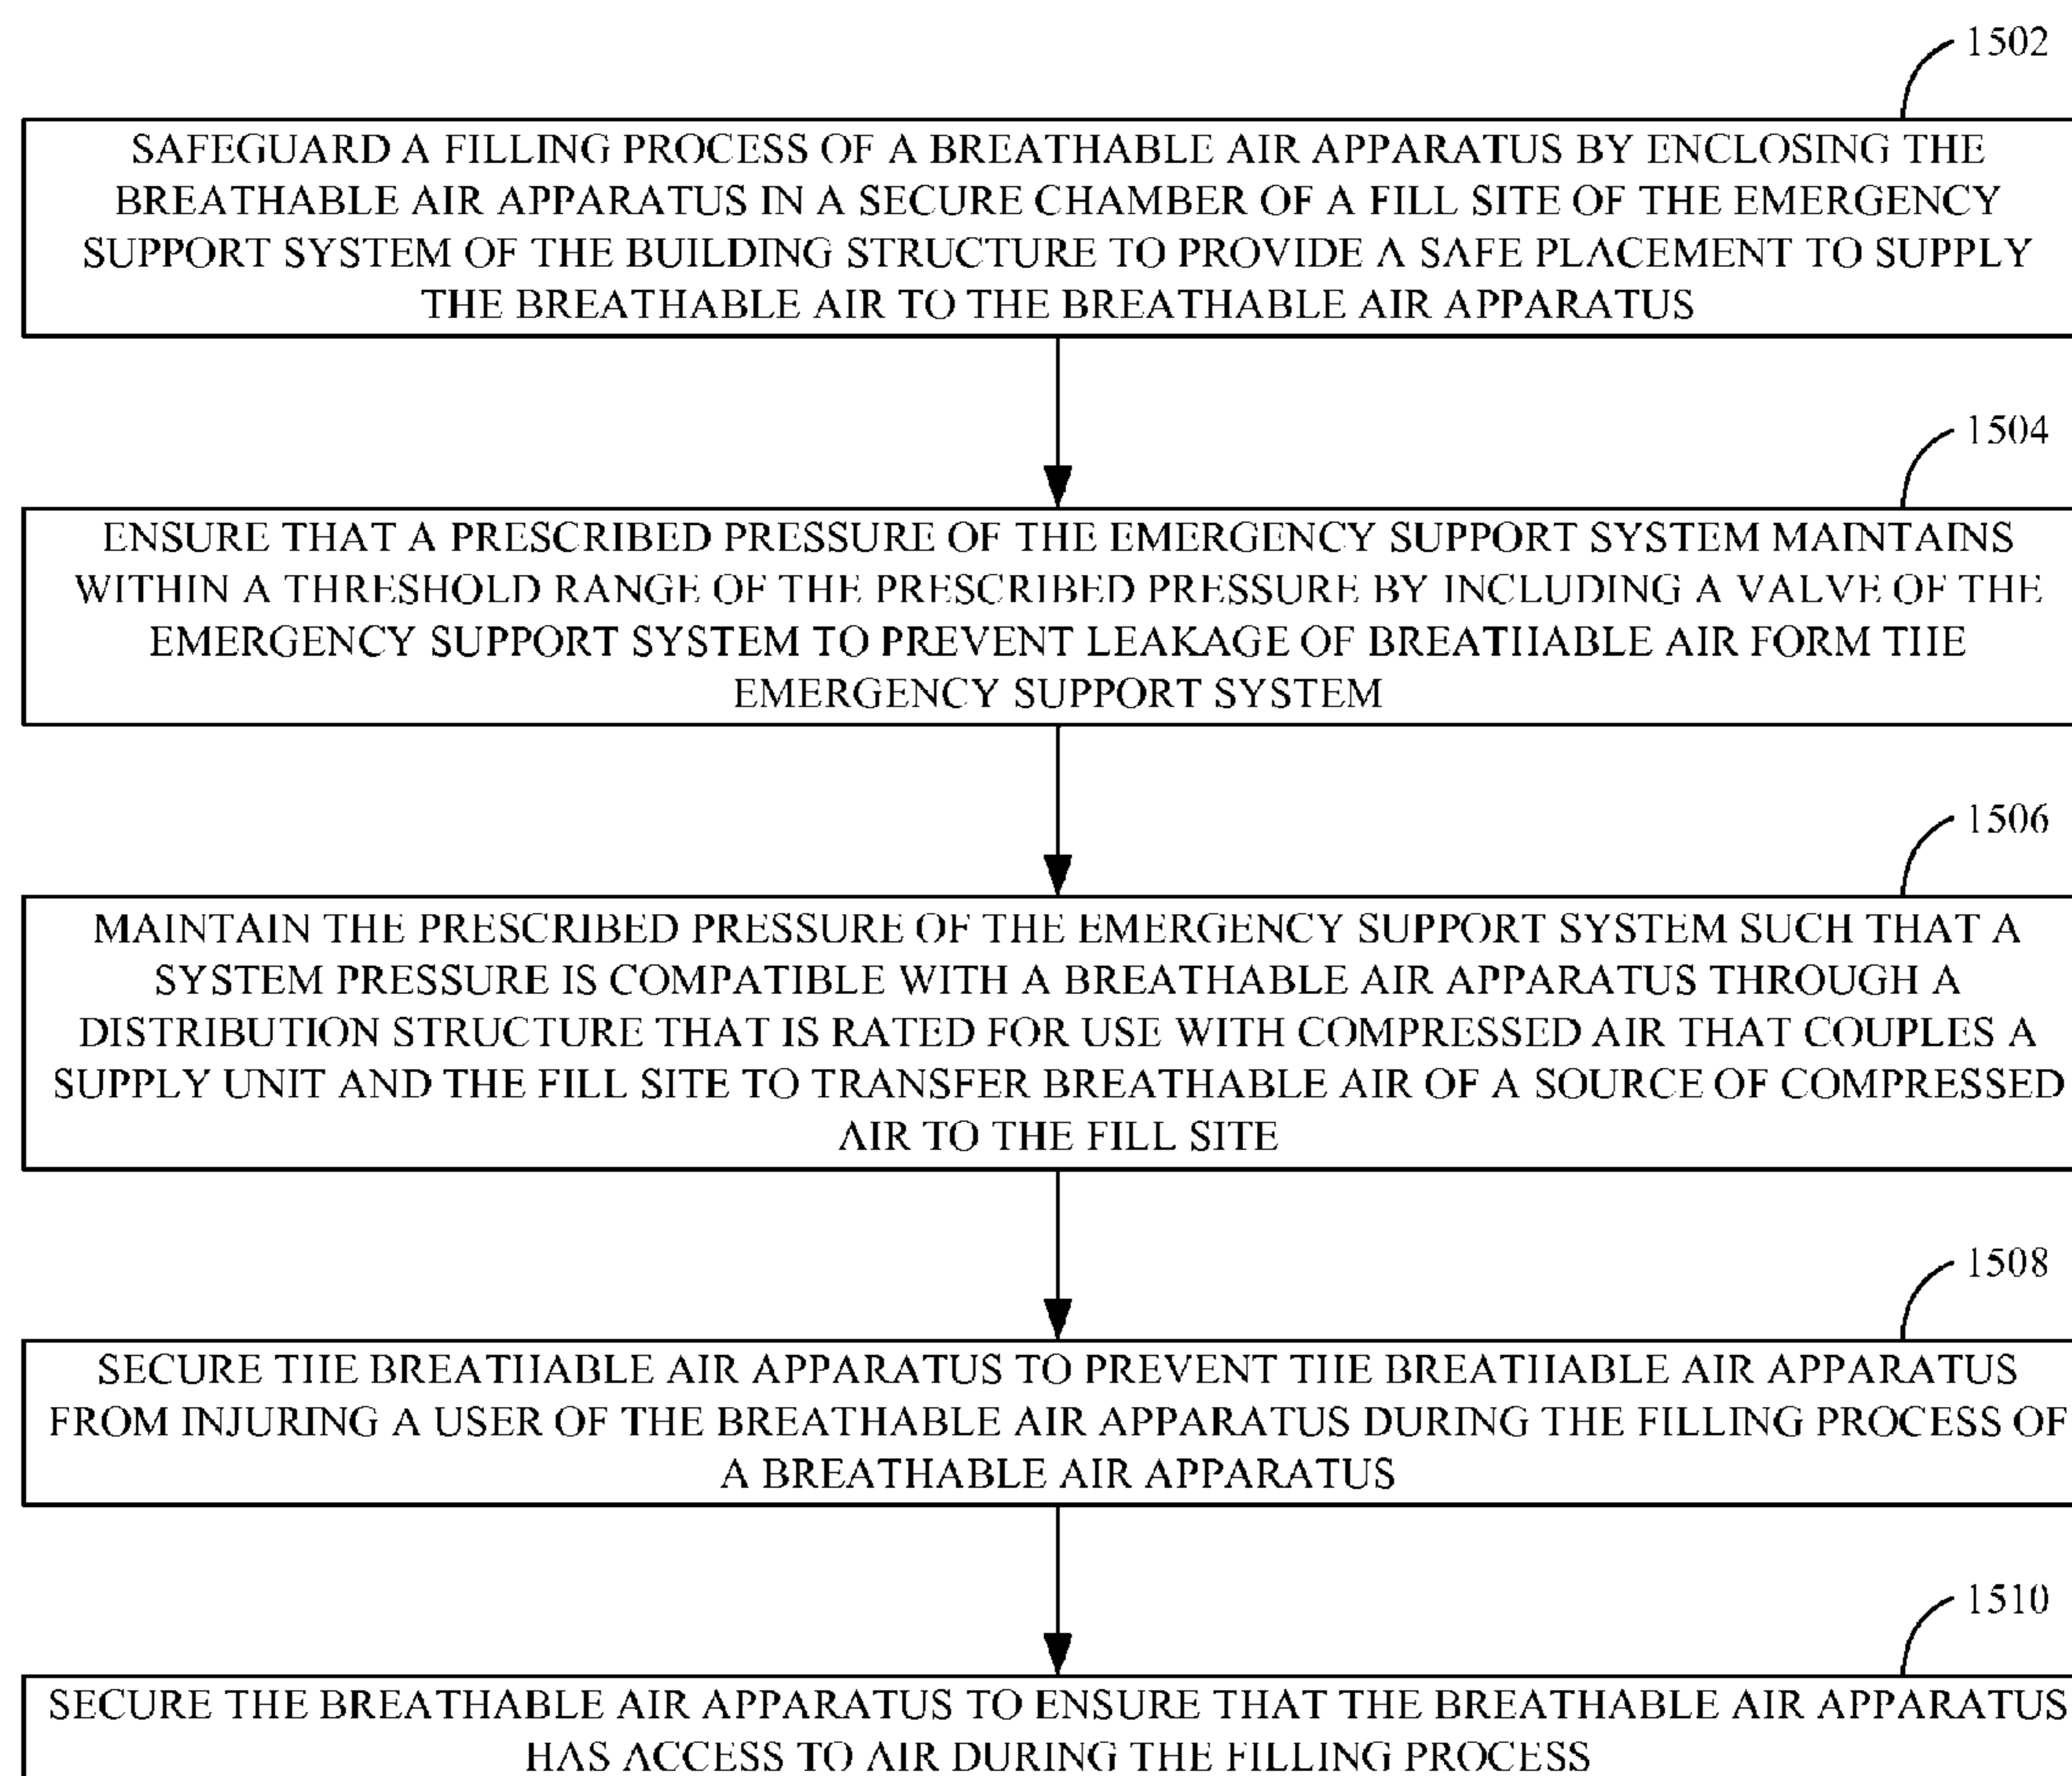 1502
SAFEGUARD A FILLING PROCESS OF A BREATHABLE AIR APPARATUS BY ENCLOSING THE
BREATHABLE AIR APPARATUS IN A SECURE CHAMBER OF A FILL SITE OF THE EMERGENCY
SUPPORT SYSTEM OF THE BUILDING STRUCTURE TO PROVIDE A SAFE PLACEMENT TO SUPPLY
THE BREATHABLE AIR TO THE BREATHABLE AIR APPARATUS
1504
ENSURE THAT A PRESCRIBED PRESSURE OF THE EMERGENCY SUPPORT SYSTEM MAINTAINS
WITHIN A THRESHOLD RANGE OF THE PRESCRIBED PRESSURE BY INCLUDING A VALVE OF THE
EMERGENCY SUPPORT SYSTEM TO PREVENT LEAKAGE OF BREATHABLE AIR FORM THE
EMERGENCY SUPPORT SYSTEM
1506
MAINTAIN THE PRESCRIBED PRESSURE OF THE EMERGENCY SUPPORT SYSTEM SUCH THAT A
SYSTEM PRESSURE IS COMPATIBLE WITH A BREATHABLE AIR APPARATUS THROUGH A
DISTRIBUTION STRUCTURE THAT IS RATED FOR USE WITH COMPRESSED AIR THAT COUPLES A
SUPPLY UNIT AND THE FILL SITE TO TRANSFER BREATHABLE AIR OF A SOURCE OF COMPRESSED
AIR TO THE FILL SITE
1508
SECURE THE BREATHABLE AIR APPARATUS TO PREVENT THE BREATHABLE AIR APPARATUS
FROM INJURING A USER OF THE BREATHABLE AIR APPARATUS DURING THE FILLING PROCESS OF
A BREATHABLE AIR APPARATUS
1510
SECURE THE BREATHABLE AIR APPARATUS TO ENSURE THAT THE BREATHABLE AIR APPARATUS
HAS ACCESS TO AIR DURING THE FILLING PROCESS